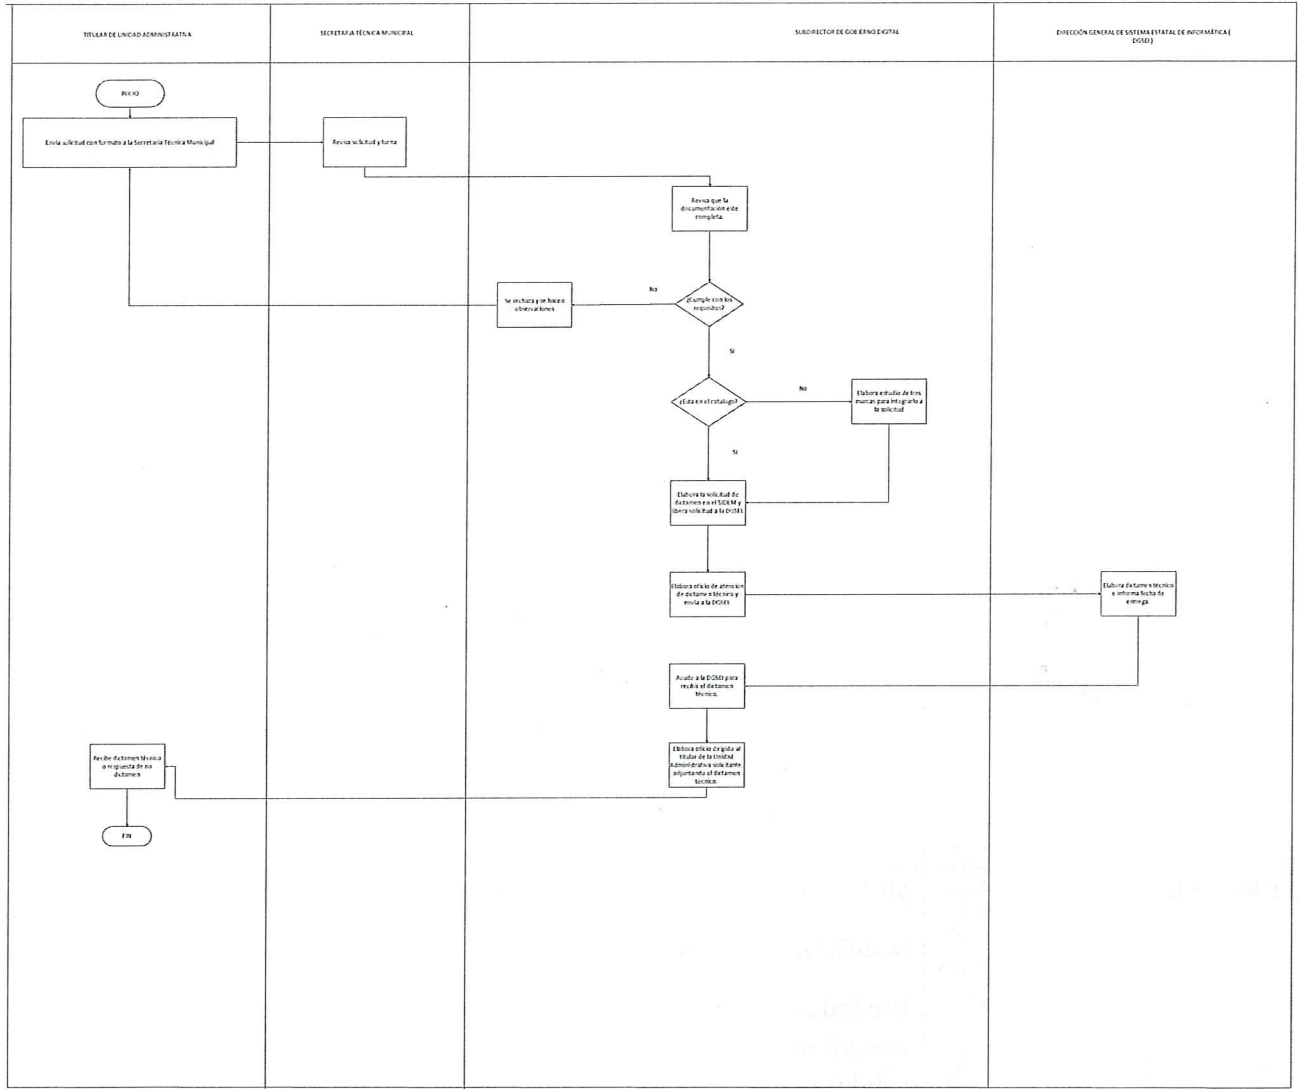 TITULAR DE UNIDAD ADMINISTRATIVA
SECRETARIA TÉCNICA MUNICIPAL
SUBDIRECTOR DE GOBIERNO DIGITAL
DIRECCIÓN GENERAL DE SISTEMA ESTATAL DE INFORMÁTICA (
DGSEI)
INICIO
Envía solicitud con formato a la Secretaria Técnica Municipal
Revisa solicitud y turna
Revisa que la
documentación este
completa.
¿Cumple con los
requisitos?
No
Se rechaza y se hacen
observaciones
Si
¿Esta en el catalogo?
No
Elabora estudio de tres
marcas para integrarlo a
la solicitud
Si
Elabora la solicitud de
dictamen en el SIDEM y
libera solicitud a la DGSEI.
Elabora oficio de atención
de dictamen técnico y
envía a la DGSEI.
Elabora dictamen técnico
e informa fecha de
entrega.
Acude a la DGSEI para
recibir el dictamen
técnico.
Elabora oficio dirigido al
titular de la Unidad
Administrativa solicitante,
adjuntando el dictamen
técnico.
Recibe dictamen técnico
o respuesta de no
dictamen
FIN